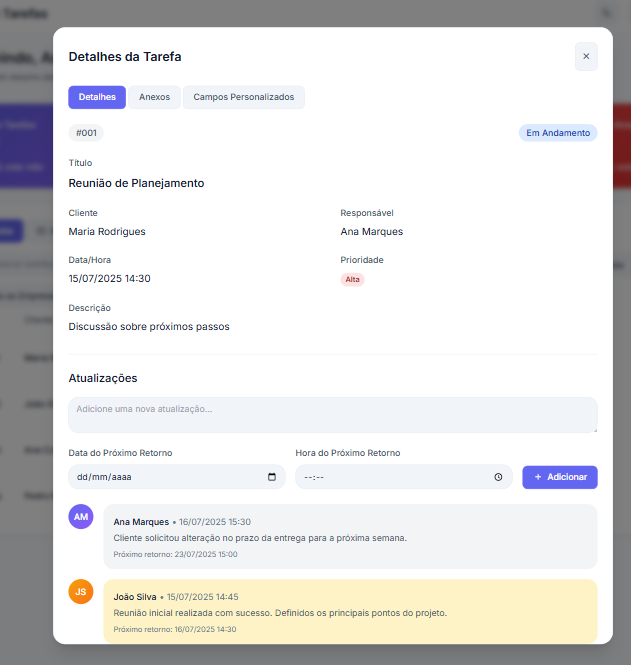 Tarefas
Detalhes da Tarefa
×
Detalhes Anexos Campos Personalizados
#001 Em Andamento
Título
Reunião de Planejamento
Cliente Responsável
Maria Rodrigues Ana Marques
Data/Hora Prioridade
15/07/2025 14:30 Alta
Descrição
Discussão sobre próximos passos
Atualizações
Adicione uma nova atualização...
Data do Próximo Retorno Hora do Próximo Retorno
dd/mm/aaaa --:-- + Adicionar
AM Ana Marques • 16/07/2025 15:30
Cliente solicitou alteração no prazo da entrega para a próxima semana.
Próximo retorno: 23/07/2025 15:00
JS João Silva • 15/07/2025 14:45
Reunião inicial realizada com sucesso. Definidos os principais pontos do projeto.
Próximo retorno: 16/07/2025 14:30